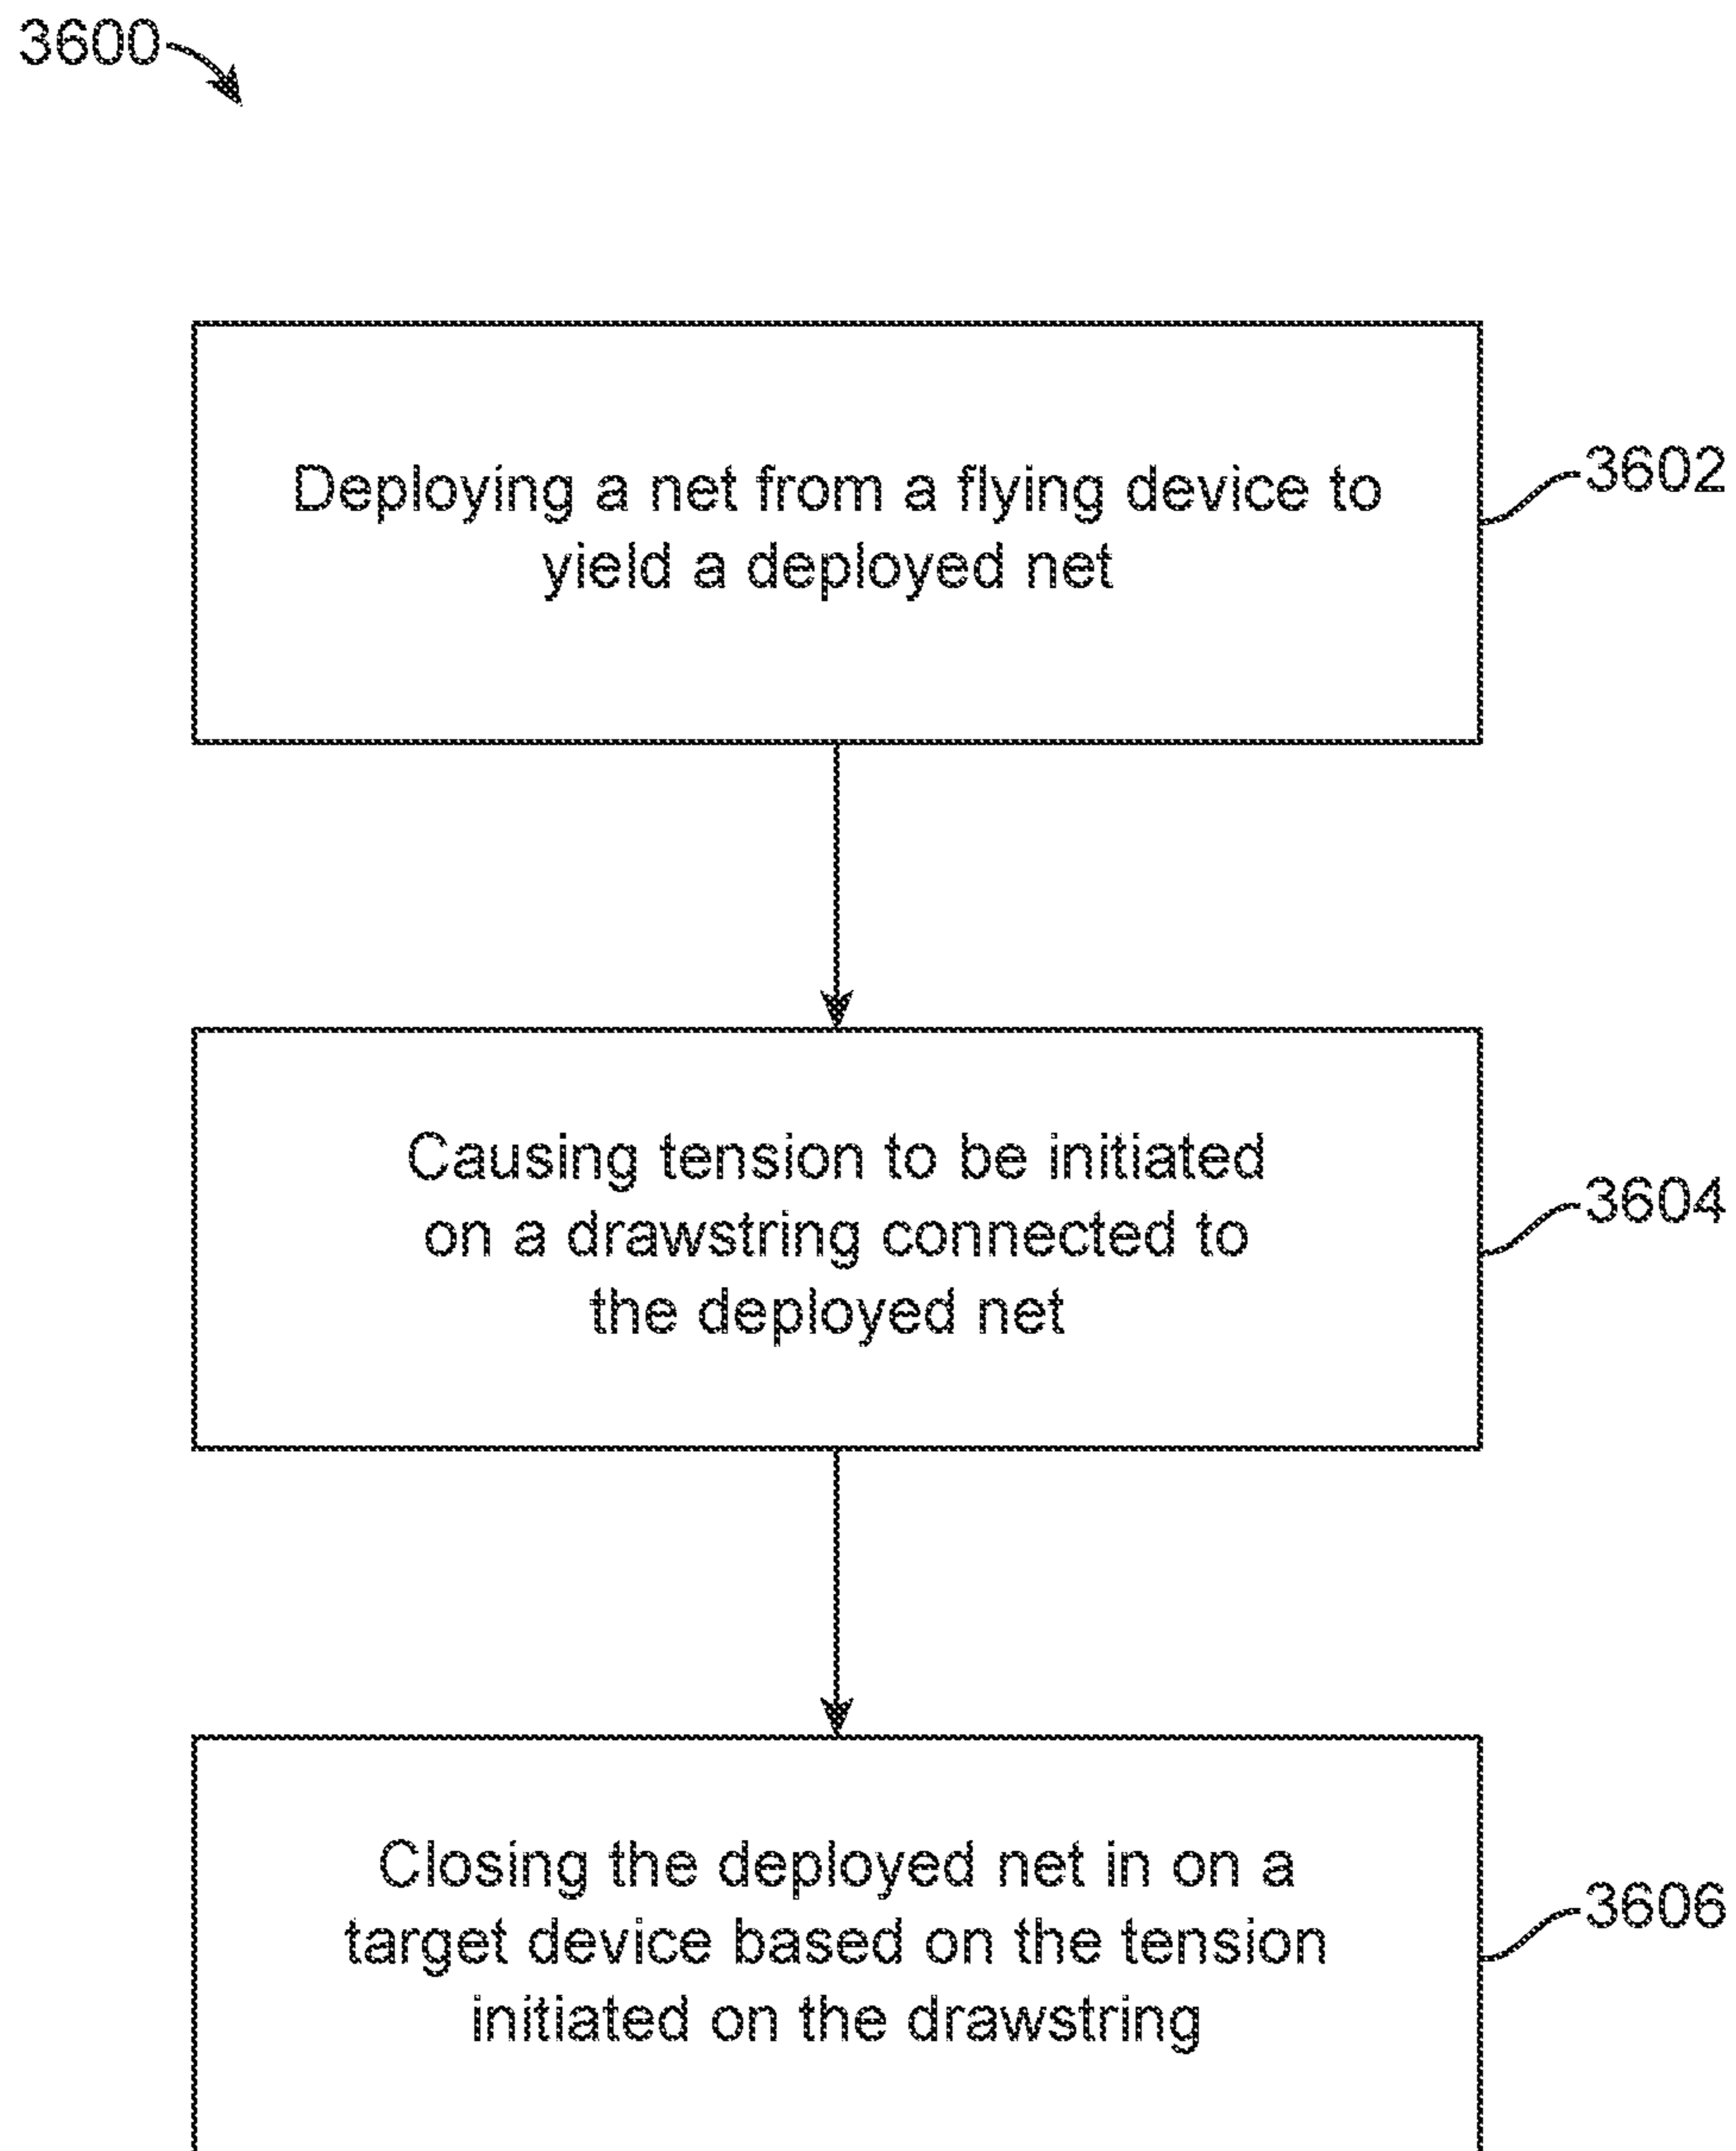 3600
Deploying a net from a flying device to
yield a deployed net
3602
Causing tension to be initiated
on a drawstring connected to
the deployed net
3604
Closing the deployed net in on a
target device based on the tension
initiated on the drawstring
3606